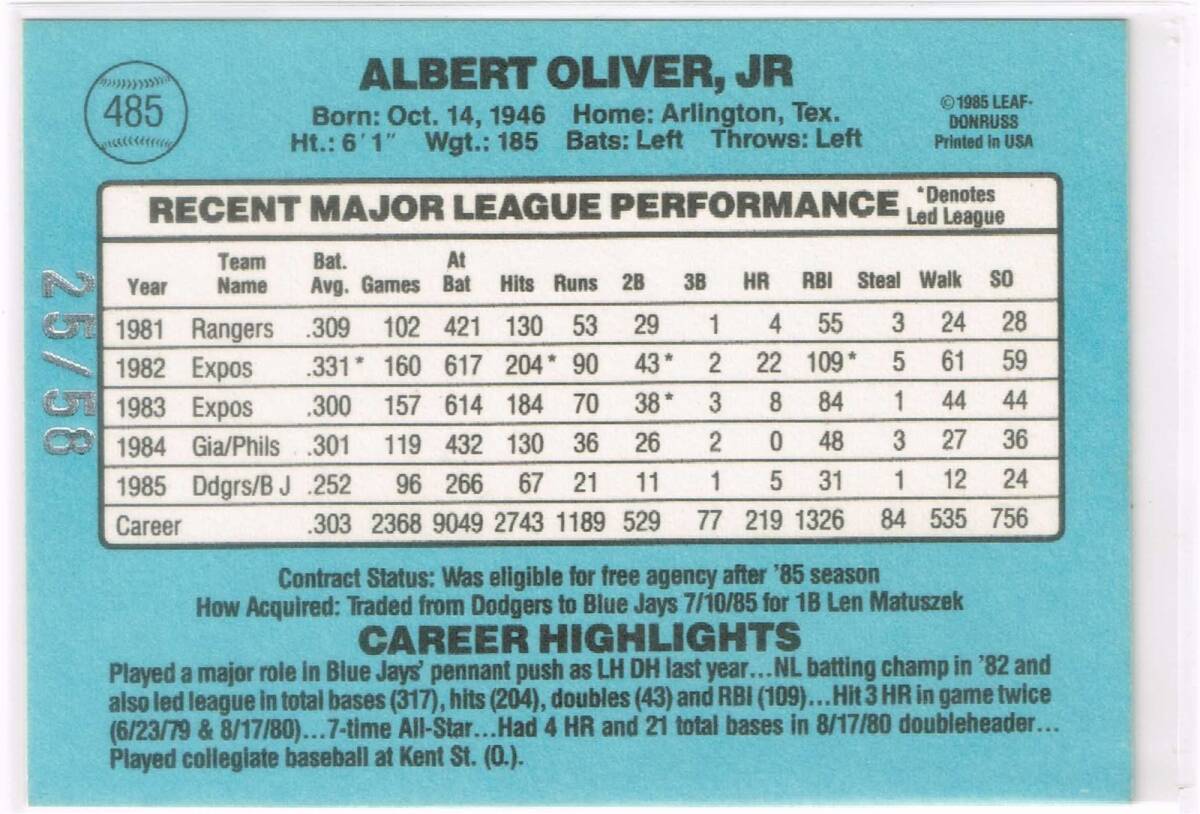 485
ALBERT OLIVER, JR
Born: Oct. 14, 1946 Home: Arlington, Tex.
Ht.: 6'1" Wgt.: 185 Bats: Left Throws: Left
©1985 LEAF-
DONRUSS
Printed in USA
RECENT MAJOR LEAGUE PERFORMANCE
*Denotes
Led League
Year Team Name Bat. Avg. Games At Bat Hits Runs 2B 3B HR RBI Steal Walk SO
1981 Rangers .309 102 421 130 53 29 1 4 55 3 24 28
1982 Expos .331* 160 617 204* 90 43* 2 22 109* 5 61 59
1983 Expos .300 157 614 184 70 38* 3 8 84 1 44 44
1984 Gia/Phils .301 119 432 130 36 26 2 0 48 3 27 36
1985 Ddgrs/B J .252 96 266 67 21 11 1 5 31 1 12 24
Career .303 2368 9049 2743 1189 529 77 219 1326 84 535 756
25/58
Contract Status: Was eligible for free agency after '85 season
How Acquired: Traded from Dodgers to Blue Jays 7/10/85 for 1B Len Matuszek
CAREER HIGHLIGHTS
Played a major role in Blue Jays' pennant push as LH DH last year...NL batting champ in '82 and
also led league in total bases (317), hits (204), doubles (43) and RBI (109)...Hit 3 HR in game twice
(6/23/79 & 8/17/80)...7-time All-Star...Had 4 HR and 21 total bases in 8/17/80 doubleheader...
Played collegiate baseball at Kent St. (O.).